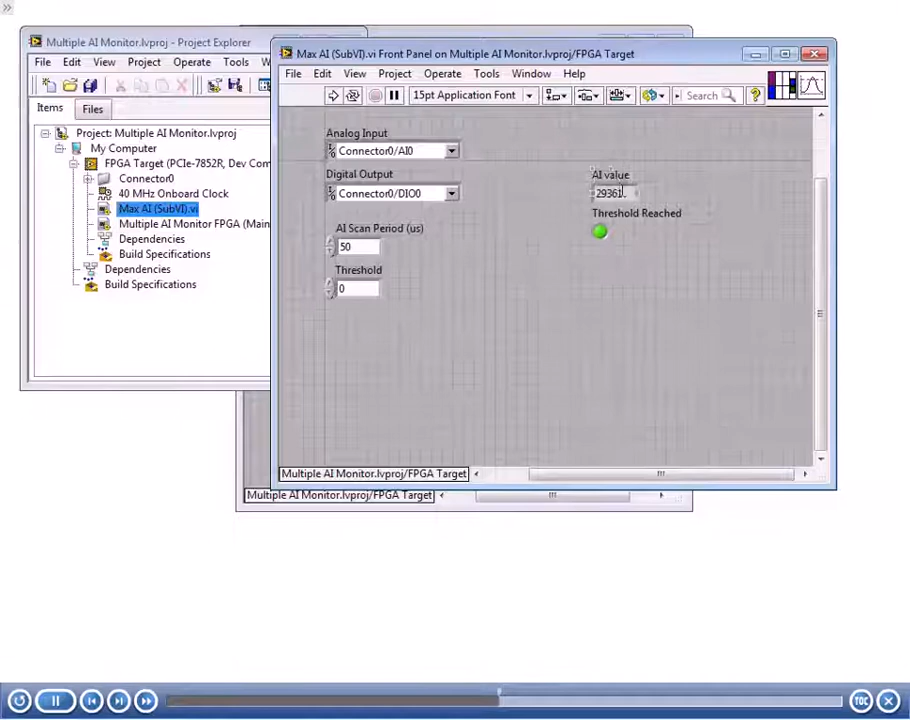 Multiple AI Monitor.lvproj - Project Explorer
File Edit View Project Operate Tools
Items Files
Project: Multiple AI Monitor.lvproj
My Computer
FPGA Target (PCIe-7852R, Dev Com
Connector0
40 MHz Onboard Clock
Max AI (SubVI).vi
Multiple AI Monitor FPGA (Main
Dependencies
Build Specifications
Dependencies
Build Specifications
Max AI (SubVI).vi Front Panel on Multiple AI Monitor.lvproj/FPGA Target
File Edit View Project Operate Tools Window Help
15pt Application Font
Search
Analog Input
Connector0/AI0
Digital Output
Connector0/DIO0
AI Scan Period (us)
50
Threshold
0
AI value
29361
Threshold Reached
Multiple AI Monitor.lvproj/FPGA Target
Multiple AI Monitor.lvproj/FPGA Target
TOC